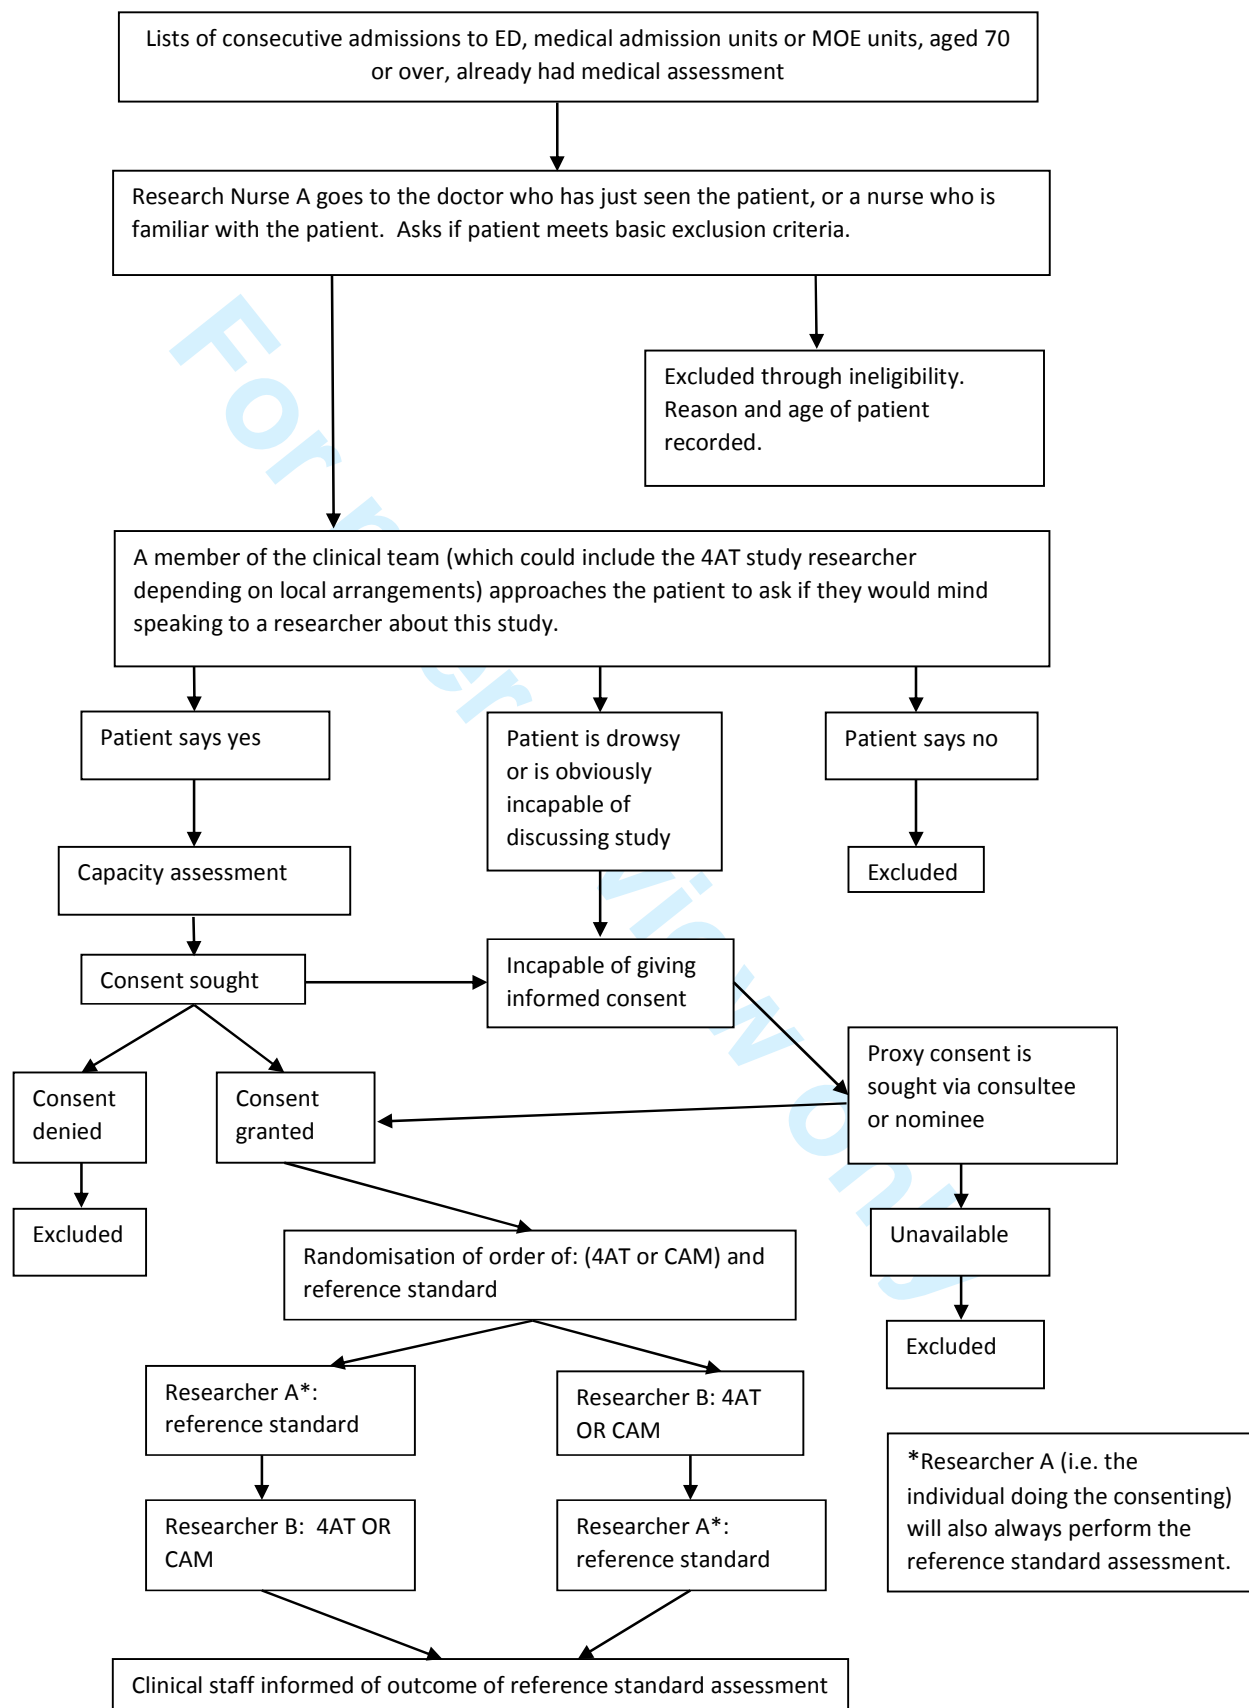 Lists of consecutive admissions to ED, medical admission units or MOE units, aged 70
or over, already had medical assessment
Research Nurse A goes to the doctor who has just seen the patient, or a nurse who is
familiar with the patient.  Asks if patient meets basic exclusion criteria.
Excluded through ineligibility.
Reason and age of patient
recorded.
A member of the clinical team (which could include the 4AT study researcher
depending on local arrangements) approaches the patient to ask if they would mind
speaking to a researcher about this study.
Patient says yes
Patient is drowsy
or is obviously
incapable of
discussing study
Patient says no
Capacity assessment
Excluded
Consent sought
Incapable of giving
informed consent
Proxy consent is
sought via consultee
or nominee
Consent
denied
Consent
granted
Excluded
Unavailable
Randomisation of order of: (4AT or CAM) and
reference standard
Excluded
Researcher A*:
reference standard
Researcher B: 4AT
OR CAM
*Researcher A (i.e. the
individual doing the consenting)
will also always perform the
reference standard assessment.
Researcher B:  4AT OR
CAM
Researcher A*:
reference standard
Clinical staff informed of outcome of reference standard assessment
For peer review only